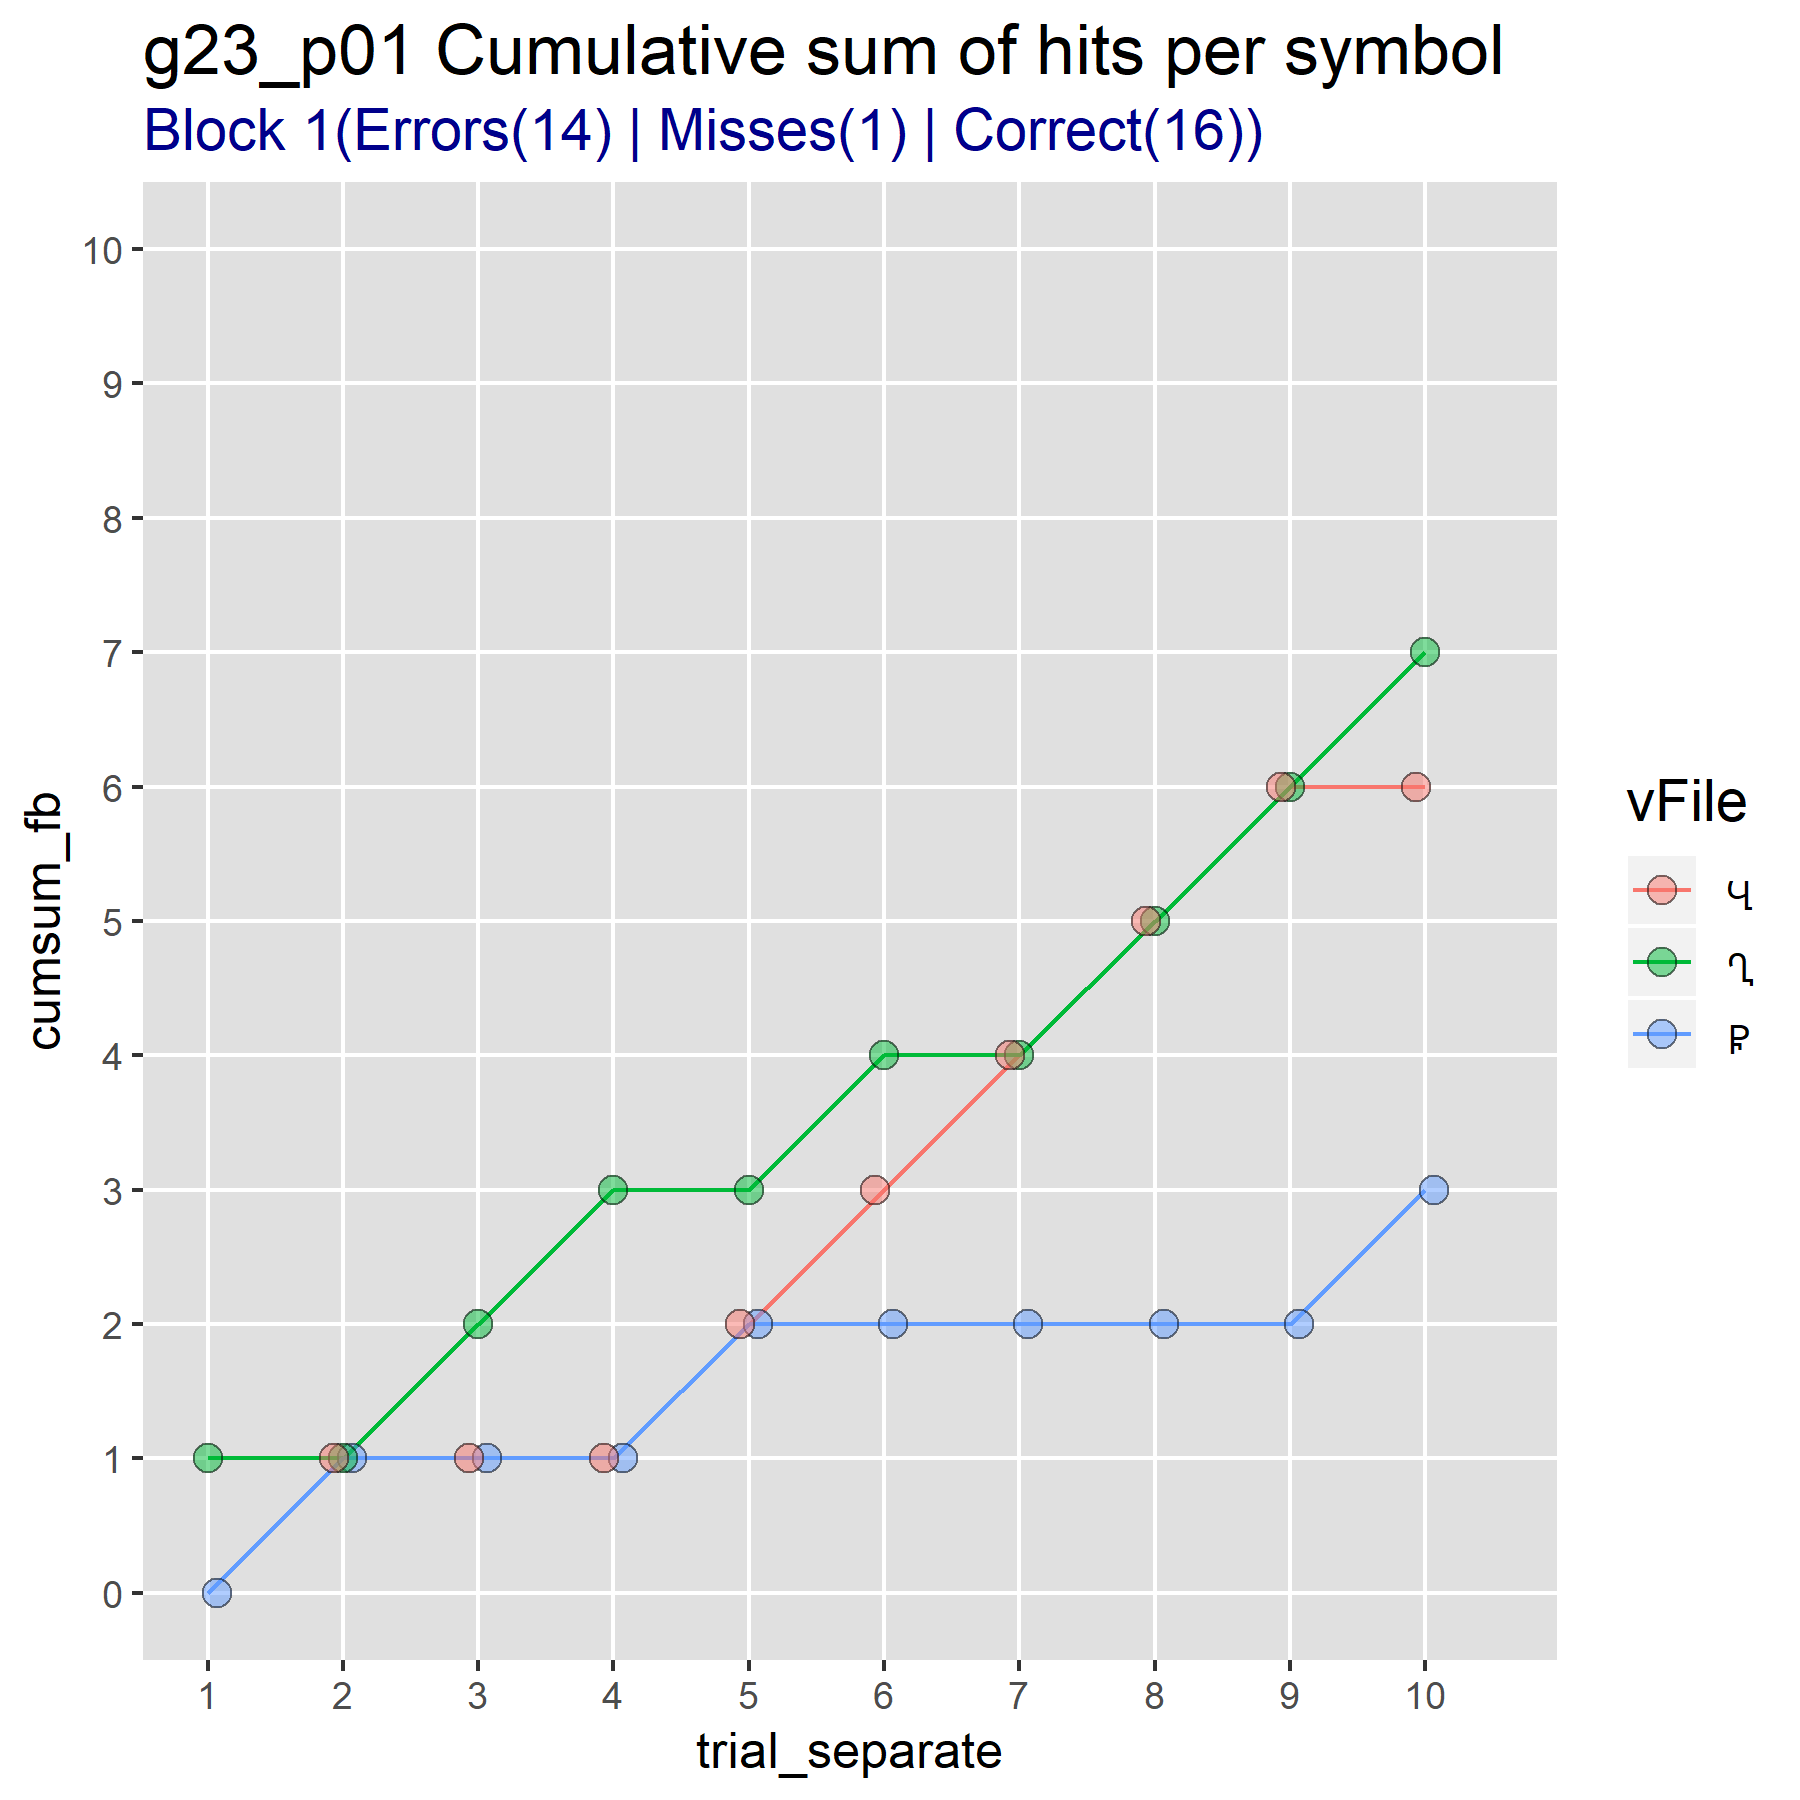 g23_p01 Cumulative sum of hits per symbol
Block 1(Errors(14) | Misses(1) | Correct(16))
10
9
8
7
6
5
4
3
2
1
0
cumsum_fb
1 2 3 4 5 6 7 8 9 10
trial_separate
vFile